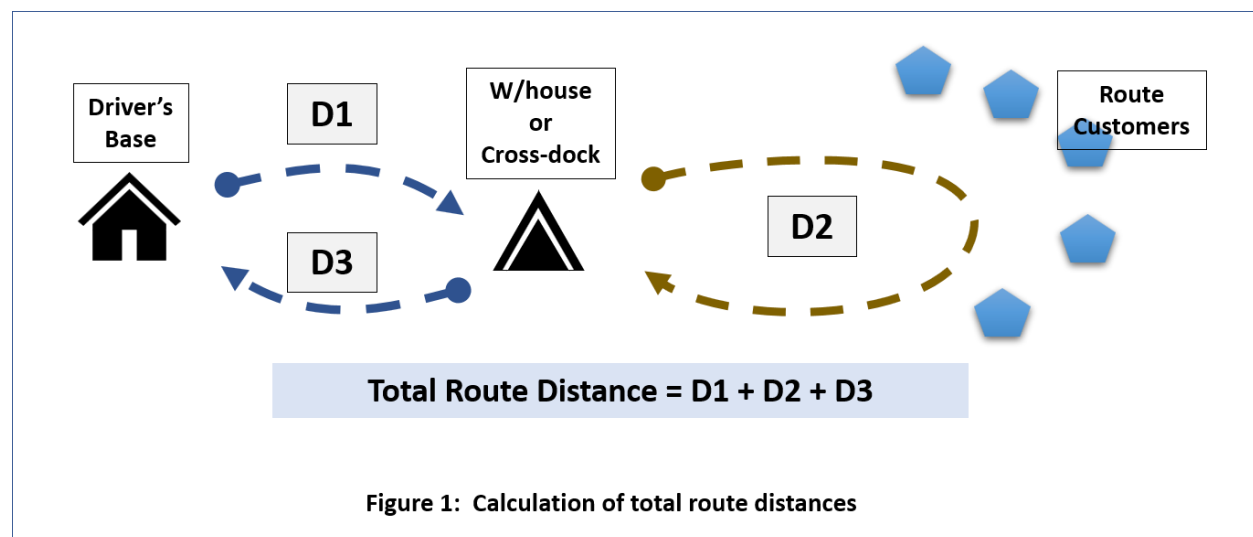 Driver's
Base
D1
W/house
or
Cross-dock
Route
Customers
D3
D2
Total Route Distance = D1 + D2 + D3
Figure 1:  Calculation of total route distances